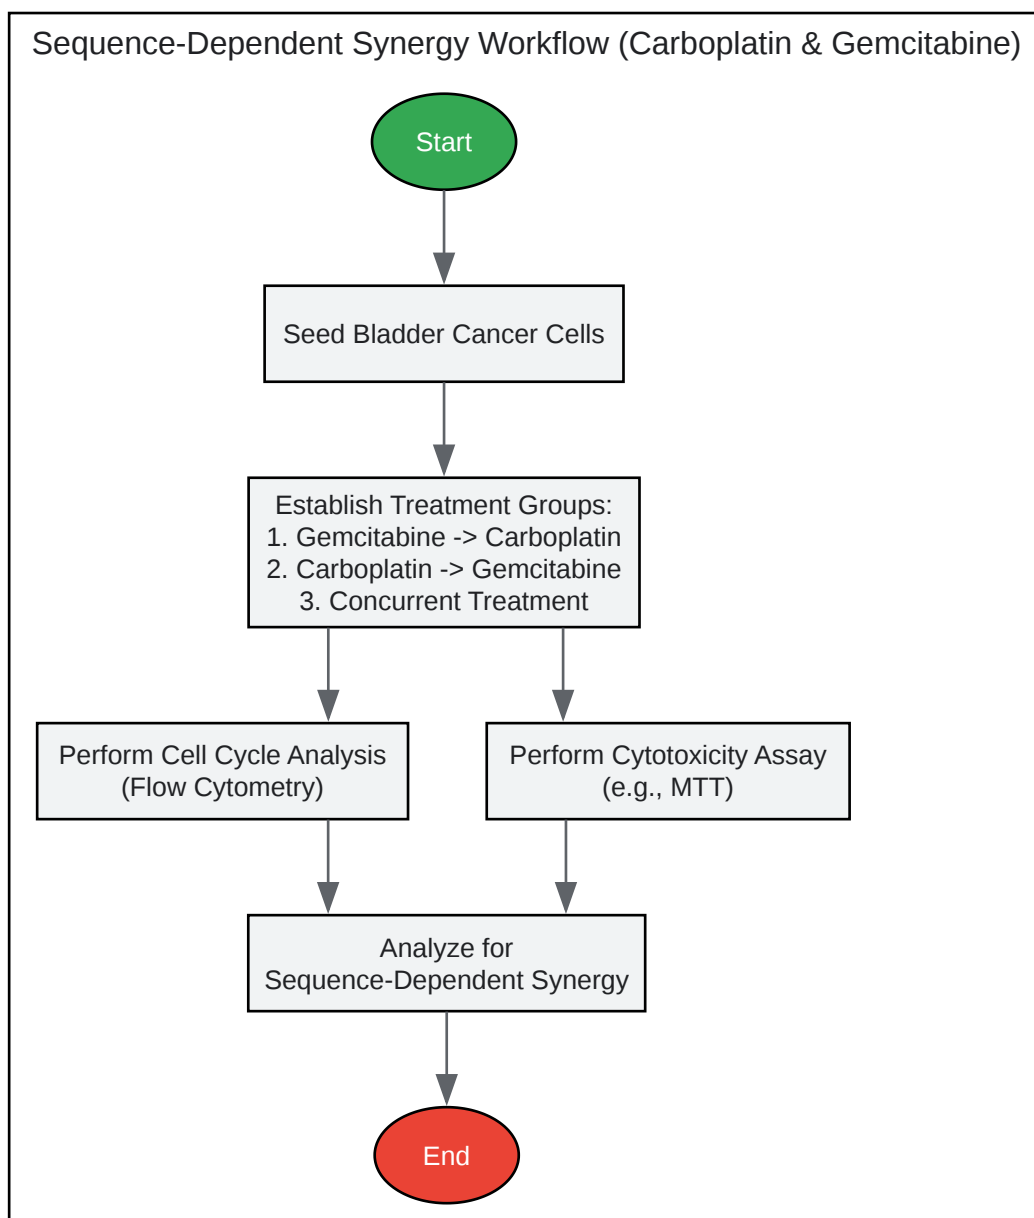 Sequence-Dependent Synergy Workflow (Carboplatin & Gemcitabine)
Start
Seed Bladder Cancer Cells
Establish Treatment Groups:
1. Gemcitabine -> Carboplatin
2. Carboplatin -> Gemcitabine
3. Concurrent Treatment
Perform Cell Cycle Analysis
(Flow Cytometry)
Perform Cytotoxicity Assay
(e.g., MTT)
Analyze for
Sequence-Dependent Synergy
End